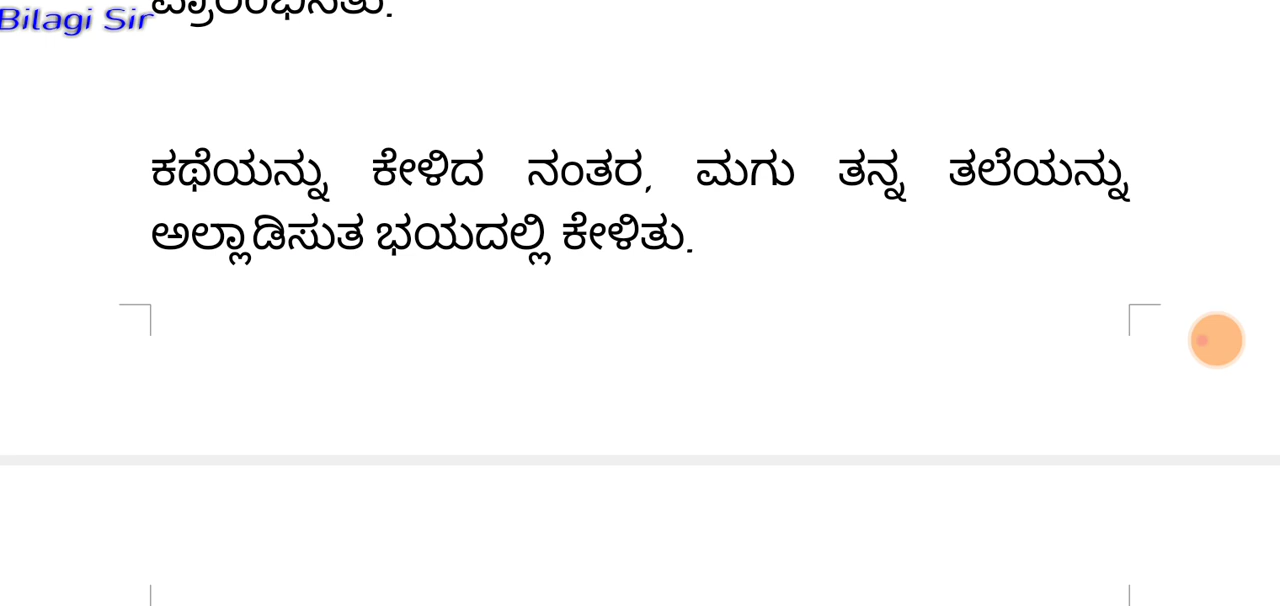 Bilagi Sir
ಪ್ರಾರಂಭಿಸಿತು.
ಕಥೆಯನ್ನು ಕೇಳಿದ ನಂತರ, ಮಗು ತನ್ನ ತಲೆಯನ್ನು
ಅಲ್ಲಾಡಿಸುತ ಭಯದಲ್ಲಿ ಕೇಳಿತು.